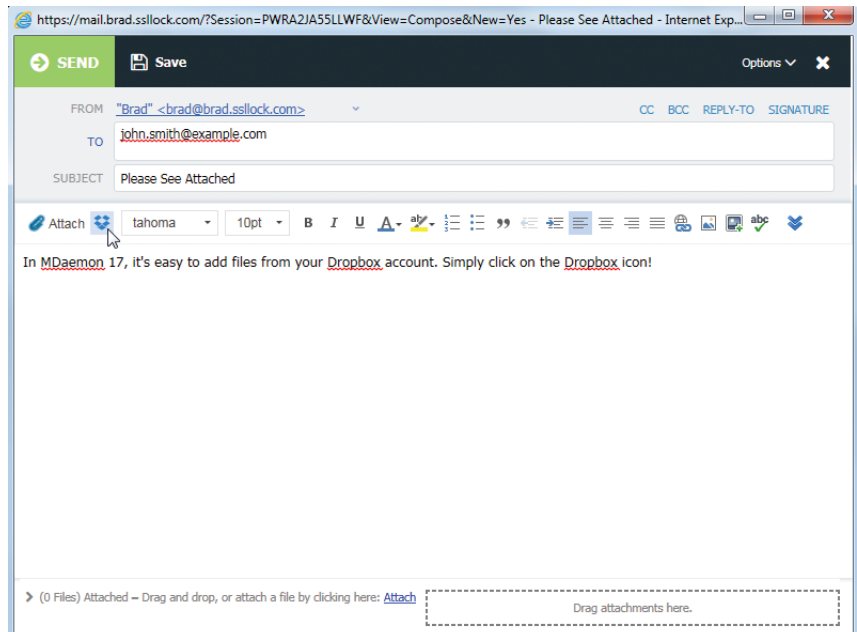 https://mail.brad.ssllock.com/?Session=PWRA2JA55LLWF&View=Compose&New=Yes - Please See Attached - Internet Exp...
SEND Save Options
FROM "Brad" <brad@brad.ssllock.com> CC BCC REPLY-TO SIGNATURE
TO john.smith@example.com
SUBJECT Please See Attached
Attach tahoma 10pt B I U A ab abc
In MDaemon 17, it's easy to add files from your Dropbox account. Simply click on the Dropbox icon!
(0 Files) Attached – Drag and drop, or attach a file by clicking here: Attach
Drag attachments here.